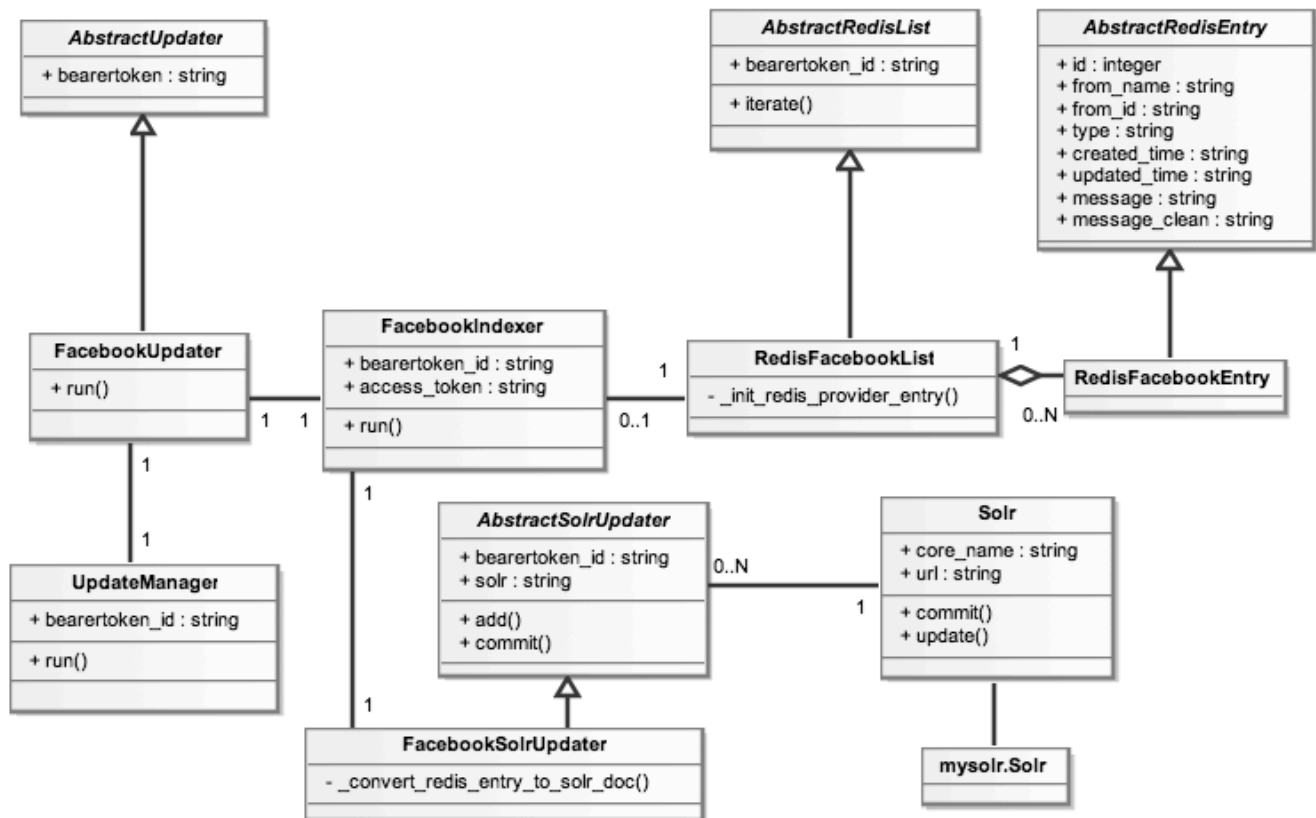 AbstractUpdater
+ bearertoken : string
AbstractRedisList
+ bearertoken_id : string
+ iterate()
AbstractRedisEntry
+ id : integer
+ from_name : string
+ from_id : string
+ type : string
+ created_time : string
+ updated_time : string
+ message : string
+ message_clean : string
FacebookUpdater
+ run()
1
1
FacebookIndexer
+ bearertoken_id : string
+ access_token : string
+ run()
1
0..1
RedisFacebookList
- _init_redis_provider_entry()
1
0..N
RedisFacebookEntry
1
1
UpdateManager
+ bearertoken_id : string
+ run()
1
1
AbstractSolrUpdater
+ bearertoken_id : string
+ solr : string
+ add()
+ commit()
0..N
1
Solr
+ core_name : string
+ url : string
+ commit()
+ update()
FacebookSolrUpdater
- _convert_redis_entry_to_solr_doc()
mysolr.Solr